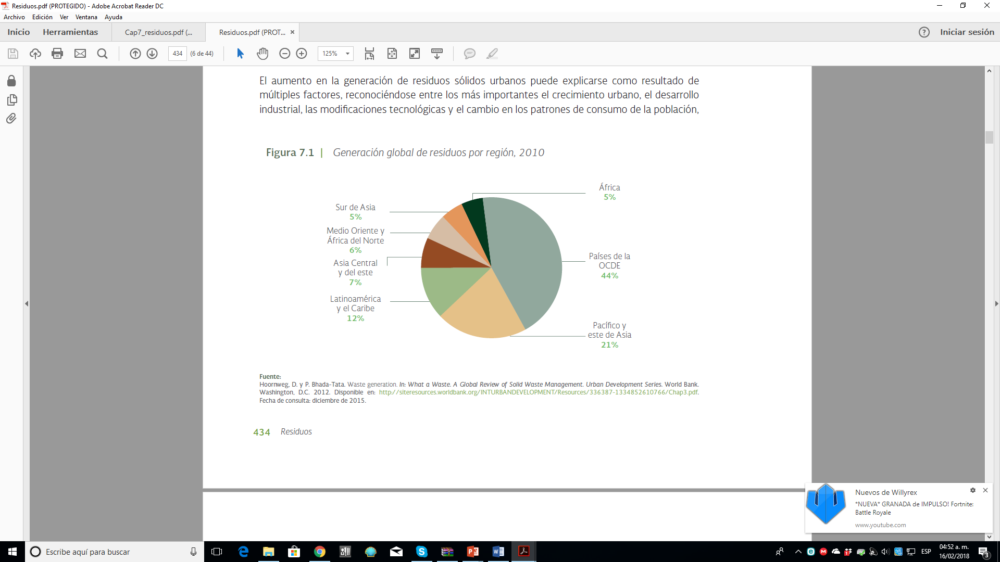 Residuos.pdf (PROTEGIDO) - Adobe Acrobat Reader DC
Archivo Edición Ver Ventana Ayuda
Inicio Herramientas Cap7_residuos.pdf (... Residuos.pdf (PROT... × ? Iniciar sesión
434 (6 de 44) 125%
El aumento en la generación de residuos sólidos urbanos puede explicarse como resultado de
múltiples factores, reconociéndose entre los más importantes el crecimiento urbano, el desarrollo
industrial, las modificaciones tecnológicas y el cambio en los patrones de consumo de la población,
Figura 7.1 | Generación global de residuos por región, 2010
África
5%
Sur de Asia
5%
Medio Oriente y
África del Norte
6%
Asia Central
y del este
7%
Latinoamérica
y el Caribe
12%
Países de la
OCDE
44%
Pacífico y
este de Asia
21%
Fuente:
Hoornweg, D. y P. Bhada-Tata. Waste generation. In: What a Waste. A Global Review of Solid Waste Management. Urban Development Series. World Bank.
Washington, D.C. 2012. Disponible en: http://siteresources.worldbank.org/INTURBANDEVELOPMENT/Resources/336387-1334852610766/Chap3.pdf.
Fecha de consulta: diciembre de 2015.
434 Residuos
Nuevos de Willyrex
*NUEVA* GRANADA de IMPULSO! Fortnite:
Battle Royale
www.youtube.com
Escribe aquí para buscar
ESP
04:52 a. m.
16/02/2018
3